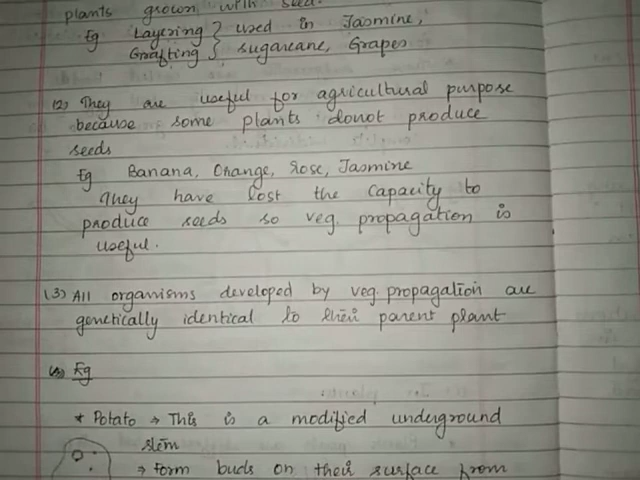 plants grown with seed.
Eg Layering } used in Jasmine,
Grafting } sugarcane, Grapes
(2) They are useful for agricultural purpose
because some plants donot produce
seeds
Eg Banana, Orange, rose, Jasmine
They have lost the capacity to
produce seeds so veg. propagation is
useful.
(3) All organisms developed by veg. propagation are
genetically identical to their parent plant
Eg
* Potato → This is a modified underground
stem
→ form buds on their surface from